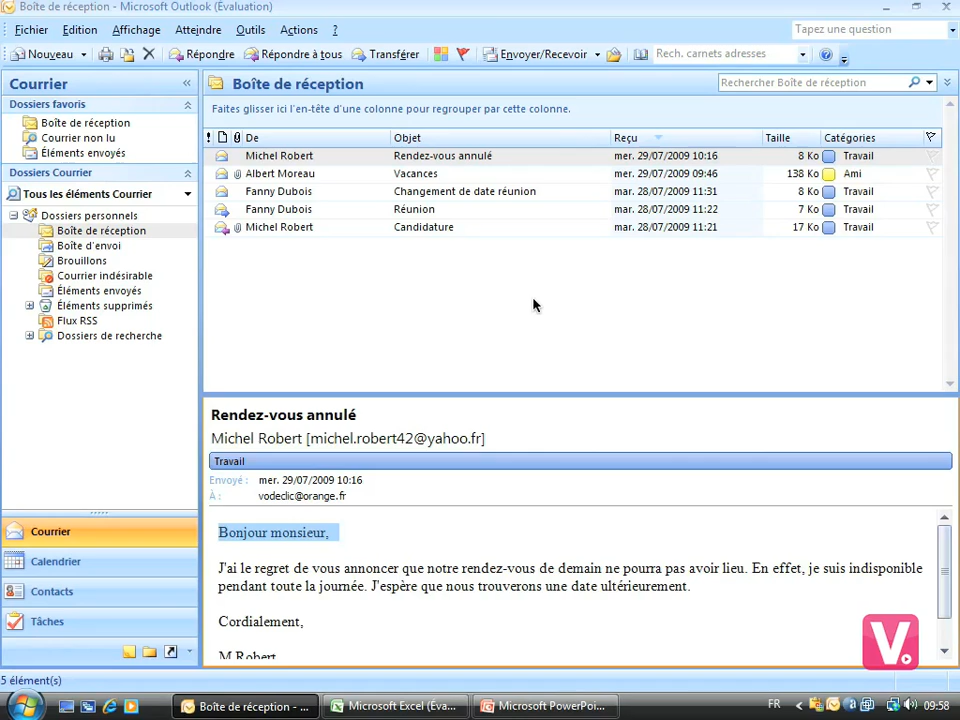 Boîte de réception - Microsoft Outlook (Évaluation)
Fichier Edition Affichage Atteindre Outils Actions ? Tapez une question
Nouveau Répondre Répondre à tous Transférer Envoyer/Recevoir Rech. carnets adresses
Courrier «
Dossiers favoris
Boîte de réception
Courrier non lu
Éléments envoyés
Dossiers Courrier
Tous les éléments Courrier
Dossiers personnels
Boîte de réception
Boîte d'envoi
Brouillons
Courrier indésirable
Éléments envoyés
Éléments supprimés
Flux RSS
Dossiers de recherche
Courrier
Calendrier
Contacts
Tâches
Boîte de réception Rechercher Boîte de réception
Faites glisser ici l'en-tête d'une colonne pour regrouper par cette colonne.
! De Objet Reçu Taille Catégories
Michel Robert Rendez-vous annulé mer. 29/07/2009 10:16 8 Ko Travail
Albert Moreau Vacances mer. 29/07/2009 09:46 138 Ko Ami
Fanny Dubois Changement de date réunion mar. 28/07/2009 11:31 8 Ko Travail
Fanny Dubois Réunion mar. 28/07/2009 11:22 7 Ko Travail
Michel Robert Candidature mar. 28/07/2009 11:21 17 Ko Travail
Rendez-vous annulé
Michel Robert [michel.robert42@yahoo.fr]
Travail
Envoyé : mer. 29/07/2009 10:16
À : vodeclic@orange.fr
Bonjour monsieur,
J'ai le regret de vous annoncer que notre rendez-vous de demain ne pourra pas avoir lieu. En effet, je suis indisponible
pendant toute la journée. J'espère que nous trouverons une date ultérieurement.
Cordialement,
M.Robert
V.
5 élément(s)
Boîte de réception - ... Microsoft Excel (Éva... Microsoft PowerPoi... FR 09:58